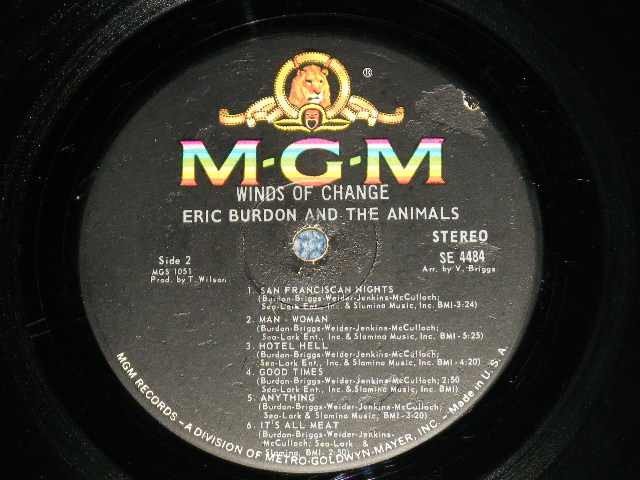 ®
M-G-M
WINDS OF CHANGE
ERIC BURDON AND THE ANIMALS
STEREO
Side 2
SE 4484
MGS 1051
Arr. by V. Briggs
Prod. by T. Wilson
1. SAN FRANCISCAN NIGHTS
(Burdon-Briggs-Weider-Jenkins-McCulloch;
Sea-Lark Ent., Inc. & Slamina Music, Inc. BMI-3:24)
2. MAN - WOMAN
(Burdon-Briggs-Weider-Jenkins-McCulloch;
Sea-Lark Ent., Inc. & Slamina Music, Inc. BMI - 5:25)
3. HOTEL HELL
(Burdon-Briggs-Weider-Jenkins-McCulloch;
Sea-Lark Ent., Inc. & Slamina Music, Inc. BMI - 4:20)
4. GOOD TIMES
(Burdon-Briggs-Weider-Jenkins-McCulloch; 2:50
Sea-Lark Ent., Inc. & Slamina Music, Inc. BMI)
5. ANYTHING
(Burdon-Briggs-Weider-Jenkins-McCulloch;
Sea-Lark & Slamina Music, Inc. BMI - 3:20)
6. IT'S ALL MEAT
(Burdon-Briggs-Weider-Jenkins-
McCulloch; Sea-Lark &
Slamina, BMI - 2:50)
MGM RECORDS - A DIVISION OF METRO-GOLDWYN-MAYER, INC. - Made in U.S.A.